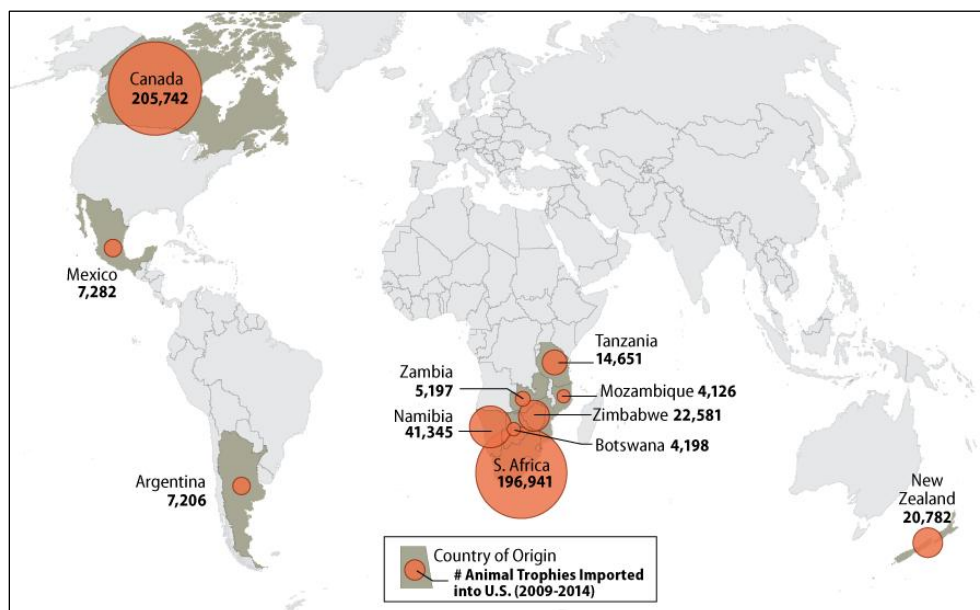 Canada
205,742
Mexico
7,282
Argentina
7,206
Tanzania
14,651
Zambia
5,197
Mozambique 4,126
Namibia
41,345
Zimbabwe 22,581
Botswana 4,198
S. Africa
196,941
New
Zealand
20,782
Country of Origin
# Animal Trophies Imported
into U.S. (2009-2014)